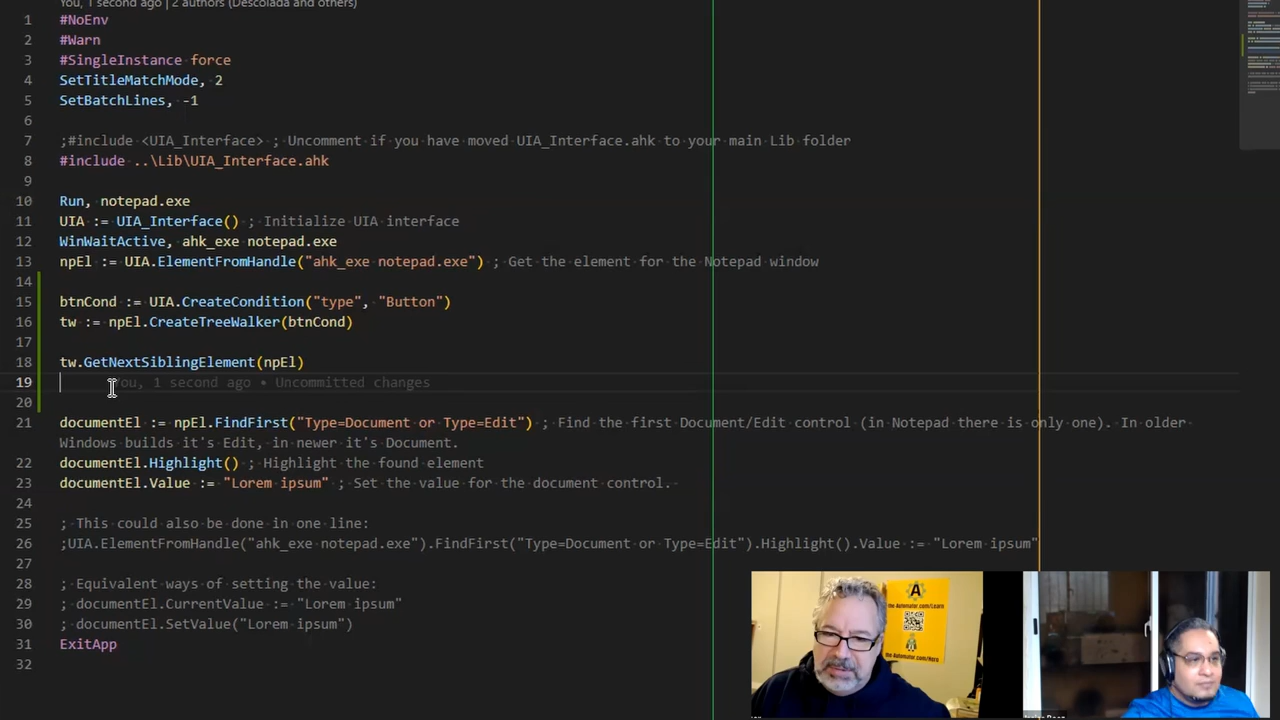 You, 1 second ago | 2 authors (Descolada and others)
1 #NoEnv
2 #Warn
3 #SingleInstance force
4 SetTitleMatchMode, 2
5 SetBatchLines, -1
6
7 ;#include <UIA_Interface> ; Uncomment if you have moved UIA_Interface.ahk to your main Lib folder
8 #include ..\Lib\UIA_Interface.ahk
9
10 Run, notepad.exe
11 UIA := UIA_Interface() ; Initialize UIA interface
12 WinWaitActive, ahk_exe notepad.exe
13 npEl := UIA.ElementFromHandle("ahk_exe notepad.exe") ; Get the element for the Notepad window
14
15 btnCond := UIA.CreateCondition("type", "Button")
16 tw := npEl.CreateTreeWalker(btnCond)
17
18 tw.GetNextSiblingElement(npEl)
19 You, 1 second ago • Uncommitted changes
20
21 documentEl := npEl.FindFirst("Type=Document or Type=Edit") ; Find the first Document/Edit control (in Notepad there is only one). In older
Windows builds it's Edit, in newer it's Document.
22 documentEl.Highlight() ; Highlight the found element
23 documentEl.Value := "Lorem ipsum" ; Set the value for the document control.
24
25 ; This could also be done in one line:
26 ;UIA.ElementFromHandle("ahk_exe notepad.exe").FindFirst("Type=Document or Type=Edit").Highlight().Value := "Lorem ipsum"
27
28 ; Equivalent ways of setting the value:
29 ; documentEl.CurrentValue := "Lorem ipsum"
30 ; documentEl.SetValue("Lorem ipsum")
31 ExitApp
32
A
the-Automator.com/Learn
the-Automator.com/Hero